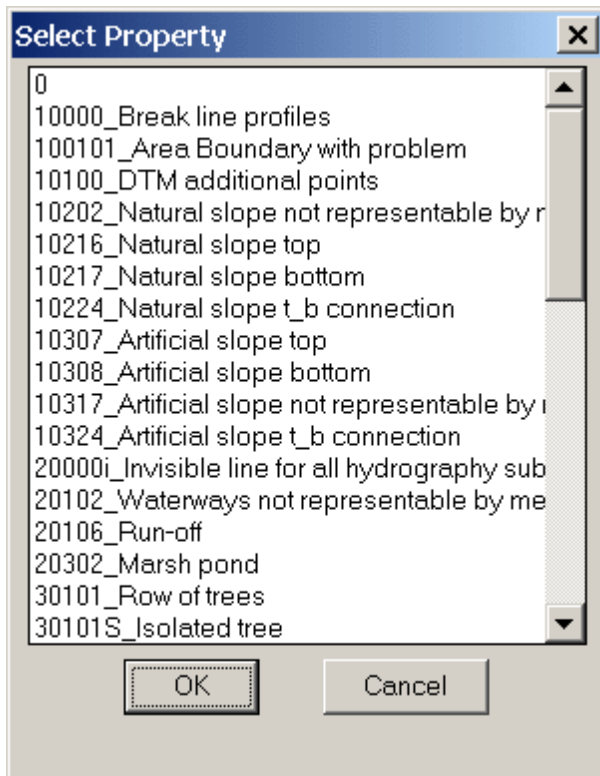 Select Property
0
10000_Break line profiles
100101_Area Boundary with problem
10100_DTM additional points
10202_Natural slope not representable by r
10216_Natural slope top
10217_Natural slope bottom
10224_Natural slope t_b connection
10307_Artificial slope top
10308_Artificial slope bottom
10317_Artificial slope not representable by r
10324_Artificial slope t_b connection
20000i_Invisible line for all hydrography sub
20102_Waterways not representable by me
20106_Run-off
20302_Marsh pond
30101_Row of trees
30101S_Isolated tree
OK Cancel